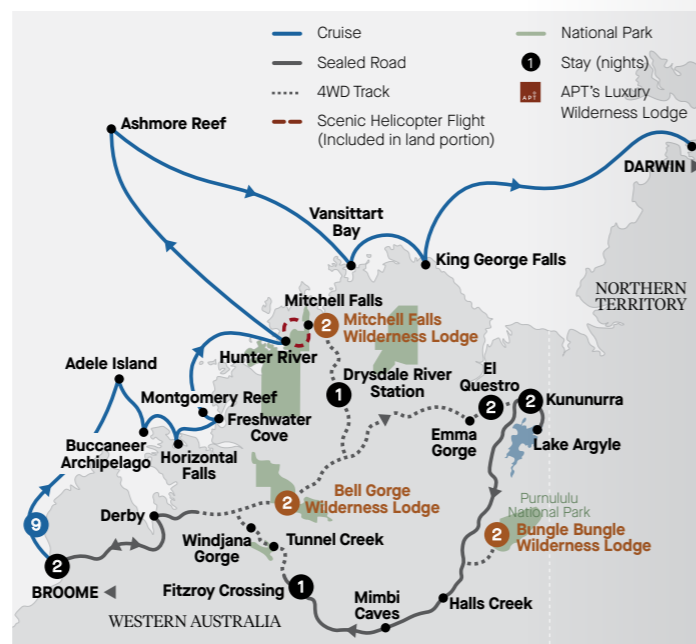 Cruise
Sealed Road
4WD Track
Scenic Helicopter Flight
(Included in land portion)
National Park
1 Stay (nights)
APT
APT's Luxury
Wilderness Lodge
Ashmore Reef
DARWIN
Vansittart
Bay
King George Falls
NORTHERN
TERRITORY
Mitchell Falls
2 Mitchell Falls
Wilderness Lodge
Hunter River
Adele Island
1
Drysdale River
Station
El
Questro
2
2
Kununurra
Montgomery Reef
Freshwater
Cove
Emma
Gorge
Lake Argyle
Buccaneer
Archipelago
Horizontal
Falls
Purnululu
National Park
2 Bell Gorge
Wilderness Lodge
Derby
9
2 Bungle Bungle
Wilderness Lodge
Windjana
Gorge
Tunnel Creek
2
BROOME
Fitzroy Crossing
1
Mimbi
Caves
Halls Creek
WESTERN AUSTRALIA